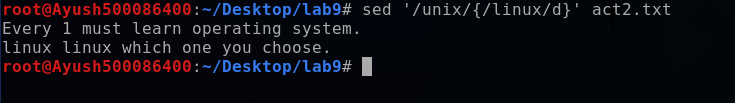 root@Ayush500086400:~/Desktop/lab9# sed '/unix/{/linux/d}' act2.txt
Every 1 must learn operating system.
linux linux which one you choose.
root@Ayush500086400:~/Desktop/lab9#